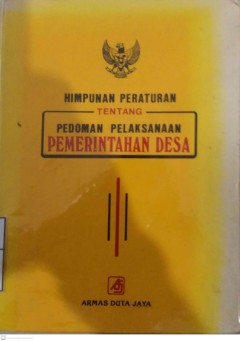 HIMPUNAN PERATURAN
TENTANG
PEDOMAN PELAKSANAAN
PEMERINTAHAN DESA
ARMAS DUTA JAYA